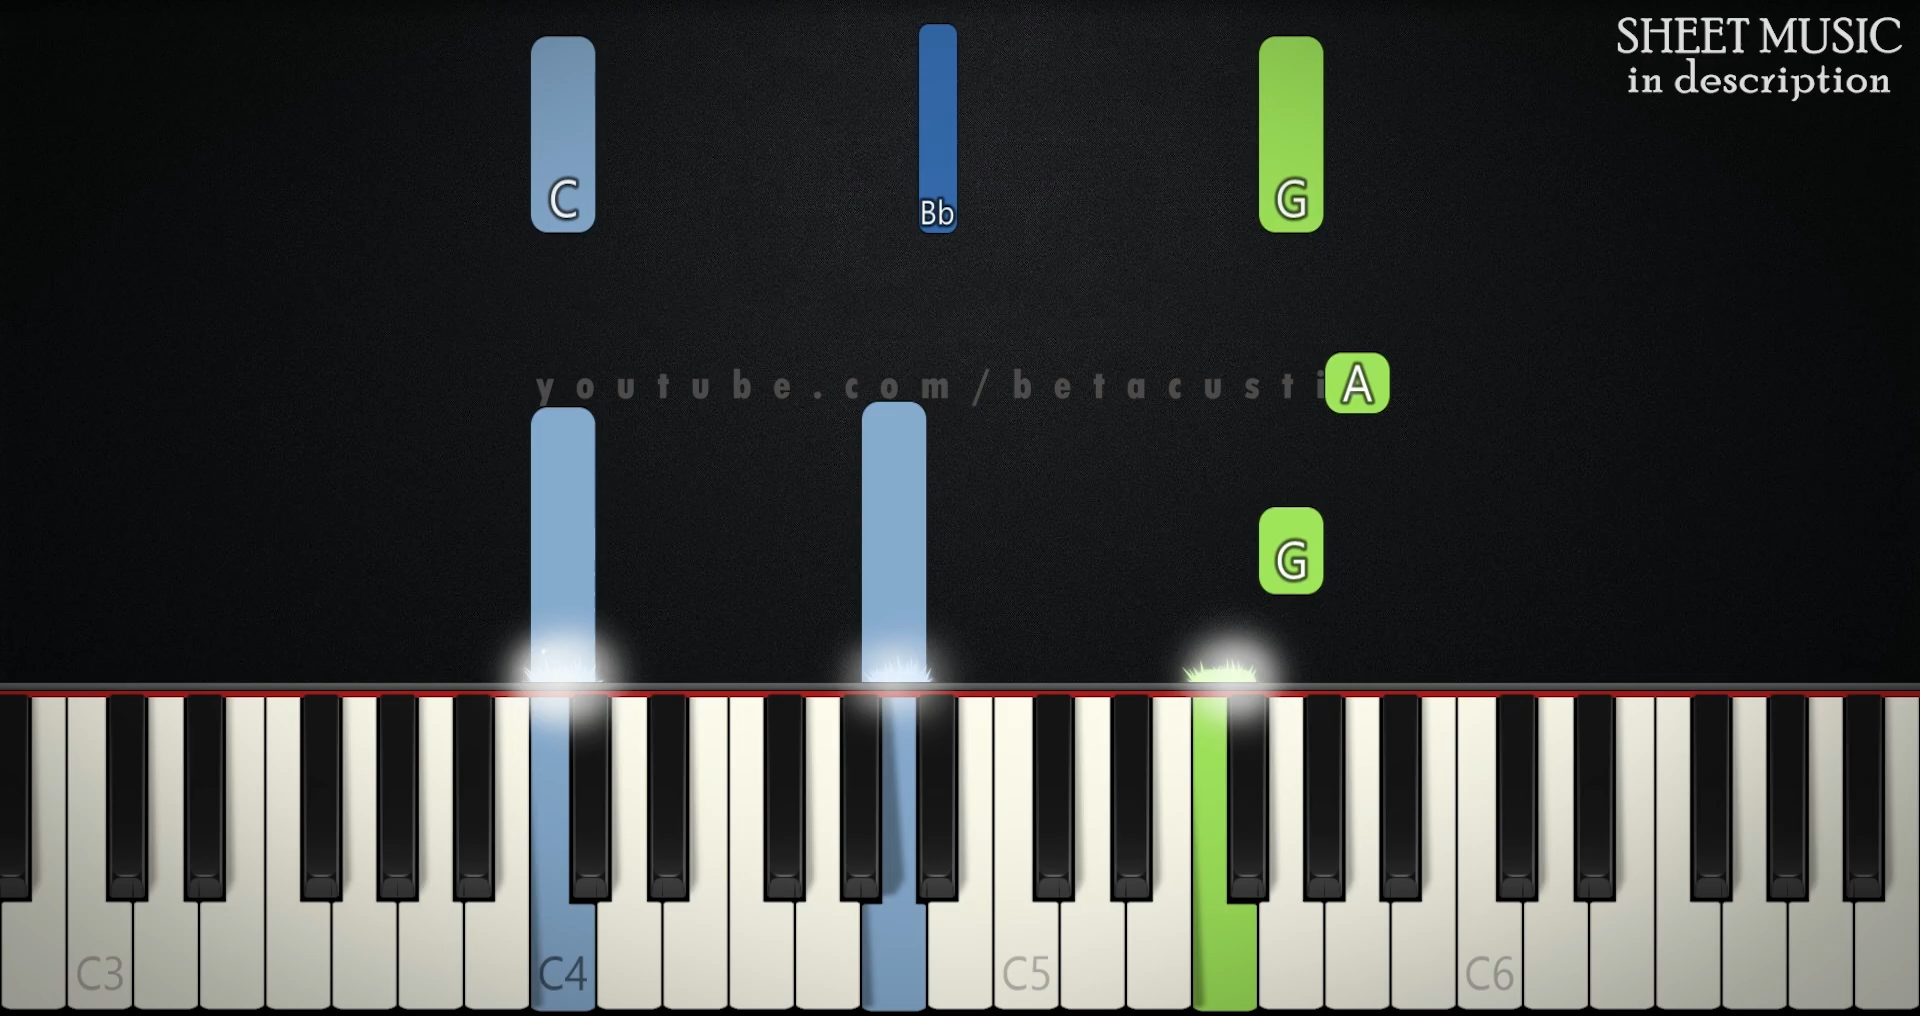 SHEET MUSIC
in description
C
Bb
G
youtube.com/betacusti
A
G
C3
C4
C5
C6